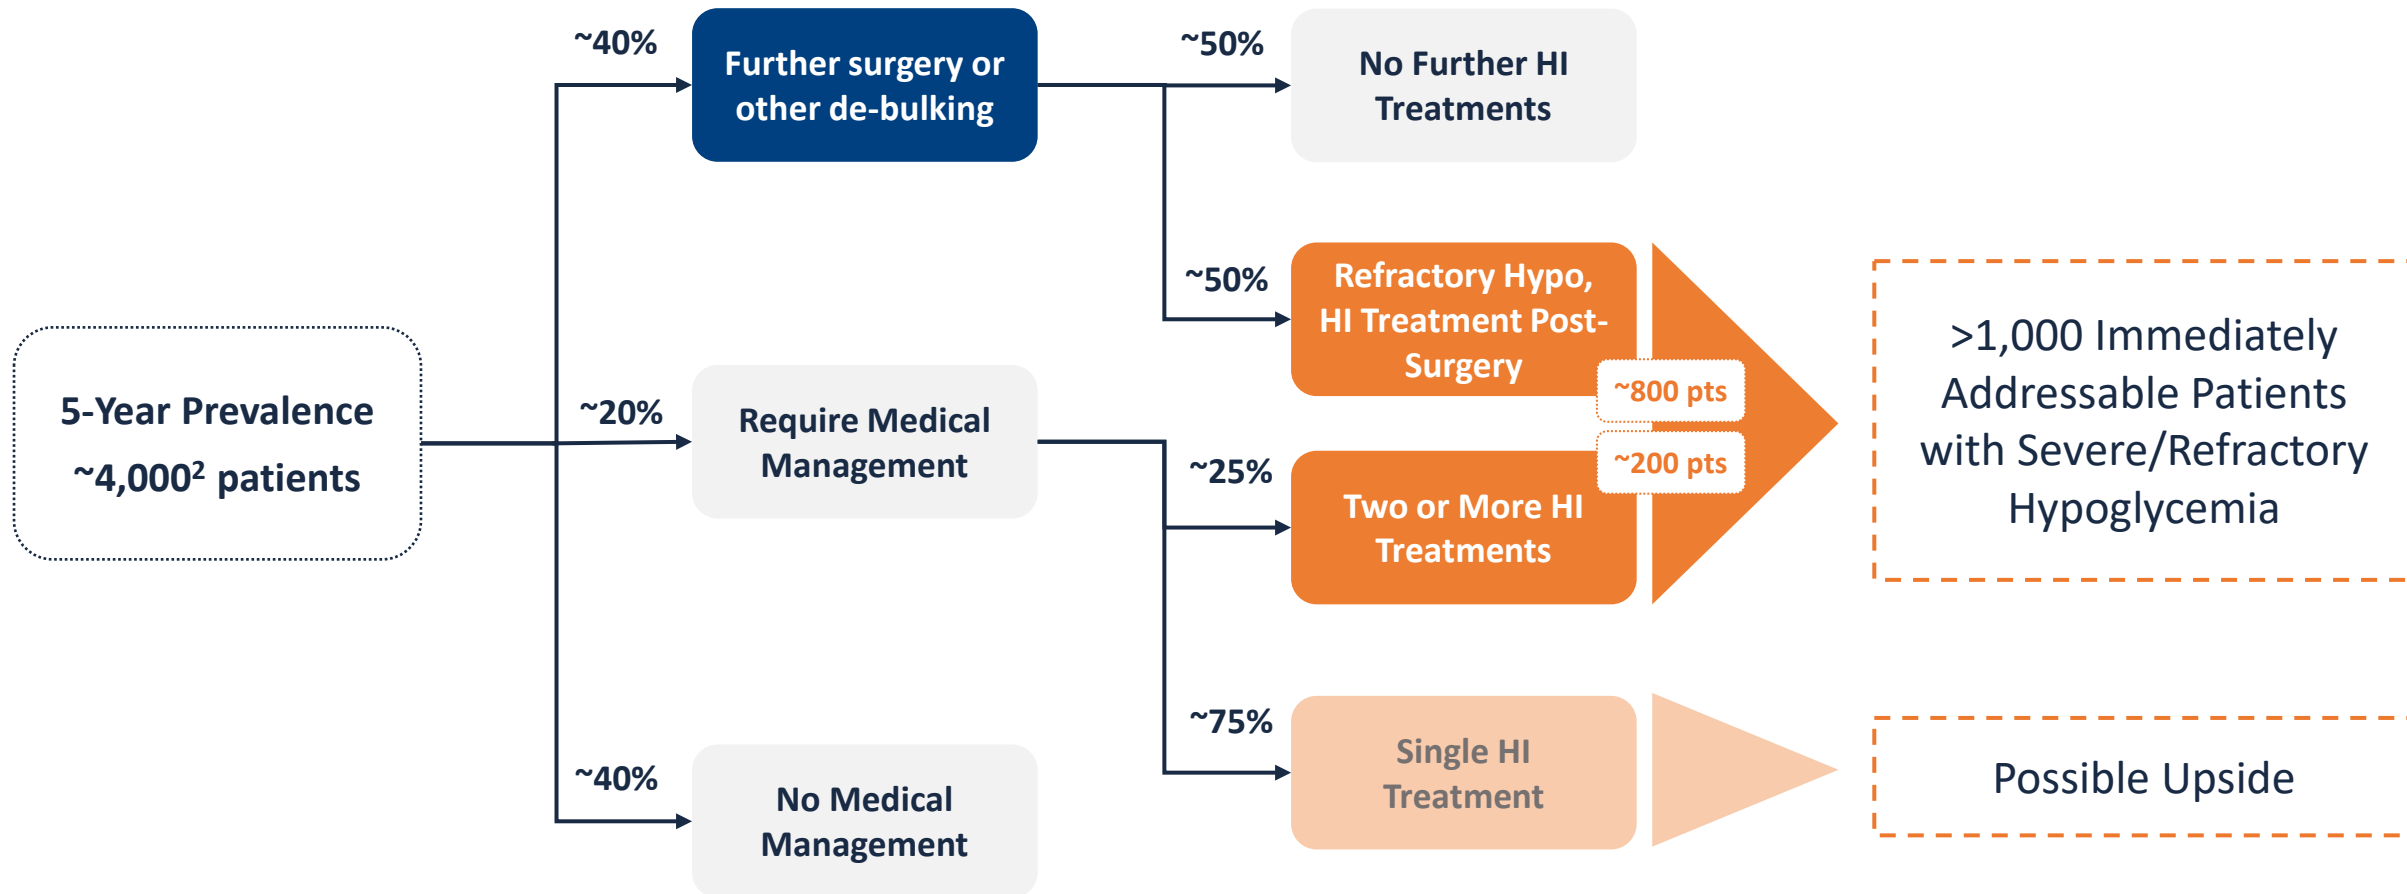 5-Year Prevalence
~4,000² patients
~40%
Further surgery or
other de-bulking
~20%
Require Medical
Management
~40%
No Medical
Management
~50%
No Further HI
Treatments
~50%
Refractory Hypo,
HI Treatment Post-
Surgery
~800 pts
~25%
Two or More HI
Treatments
~200 pts
~75%
Single HI
Treatment
>1,000 Immediately
Addressable Patients
with Severe/Refractory
Hypoglycemia
Possible Upside